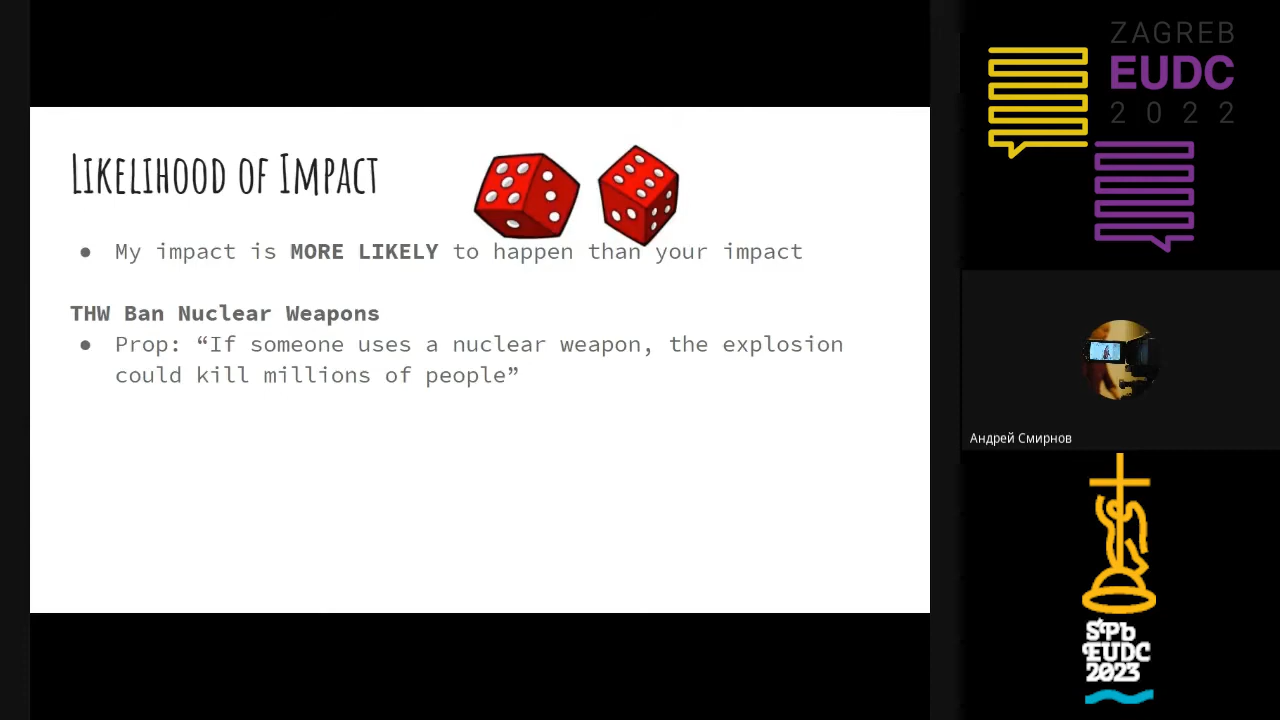 LIKELIHOOD OF IMPACT
● My impact is MORE LIKELY to happen than your impact
THW Ban Nuclear Weapons
● Prop: “If someone uses a nuclear weapon, the explosion
could kill millions of people”
ZAGREB
EUDC
2022
Андрей Смирнов
SPb
EUDC
2023